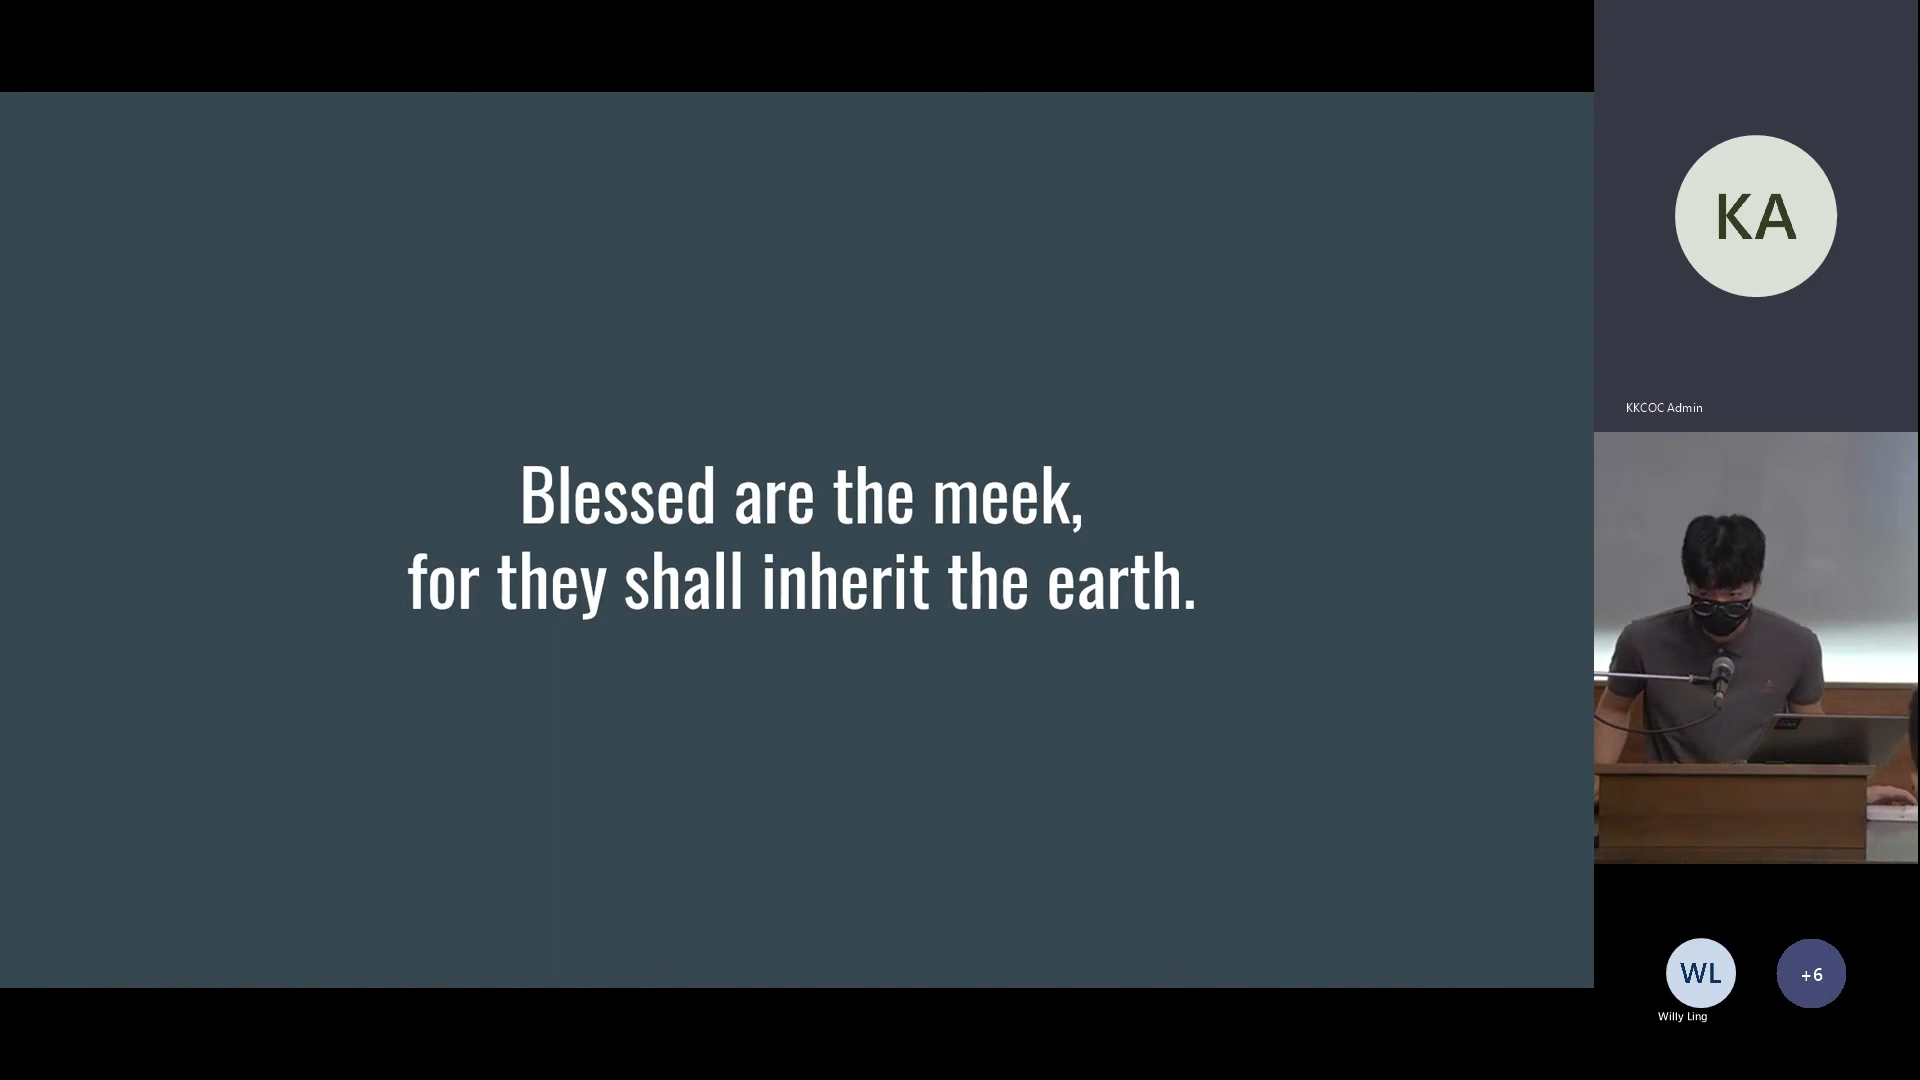 Blessed are the meek,
for they shall inherit the earth.
KA
KKCOC Admin
WL
+6
Willy Ling